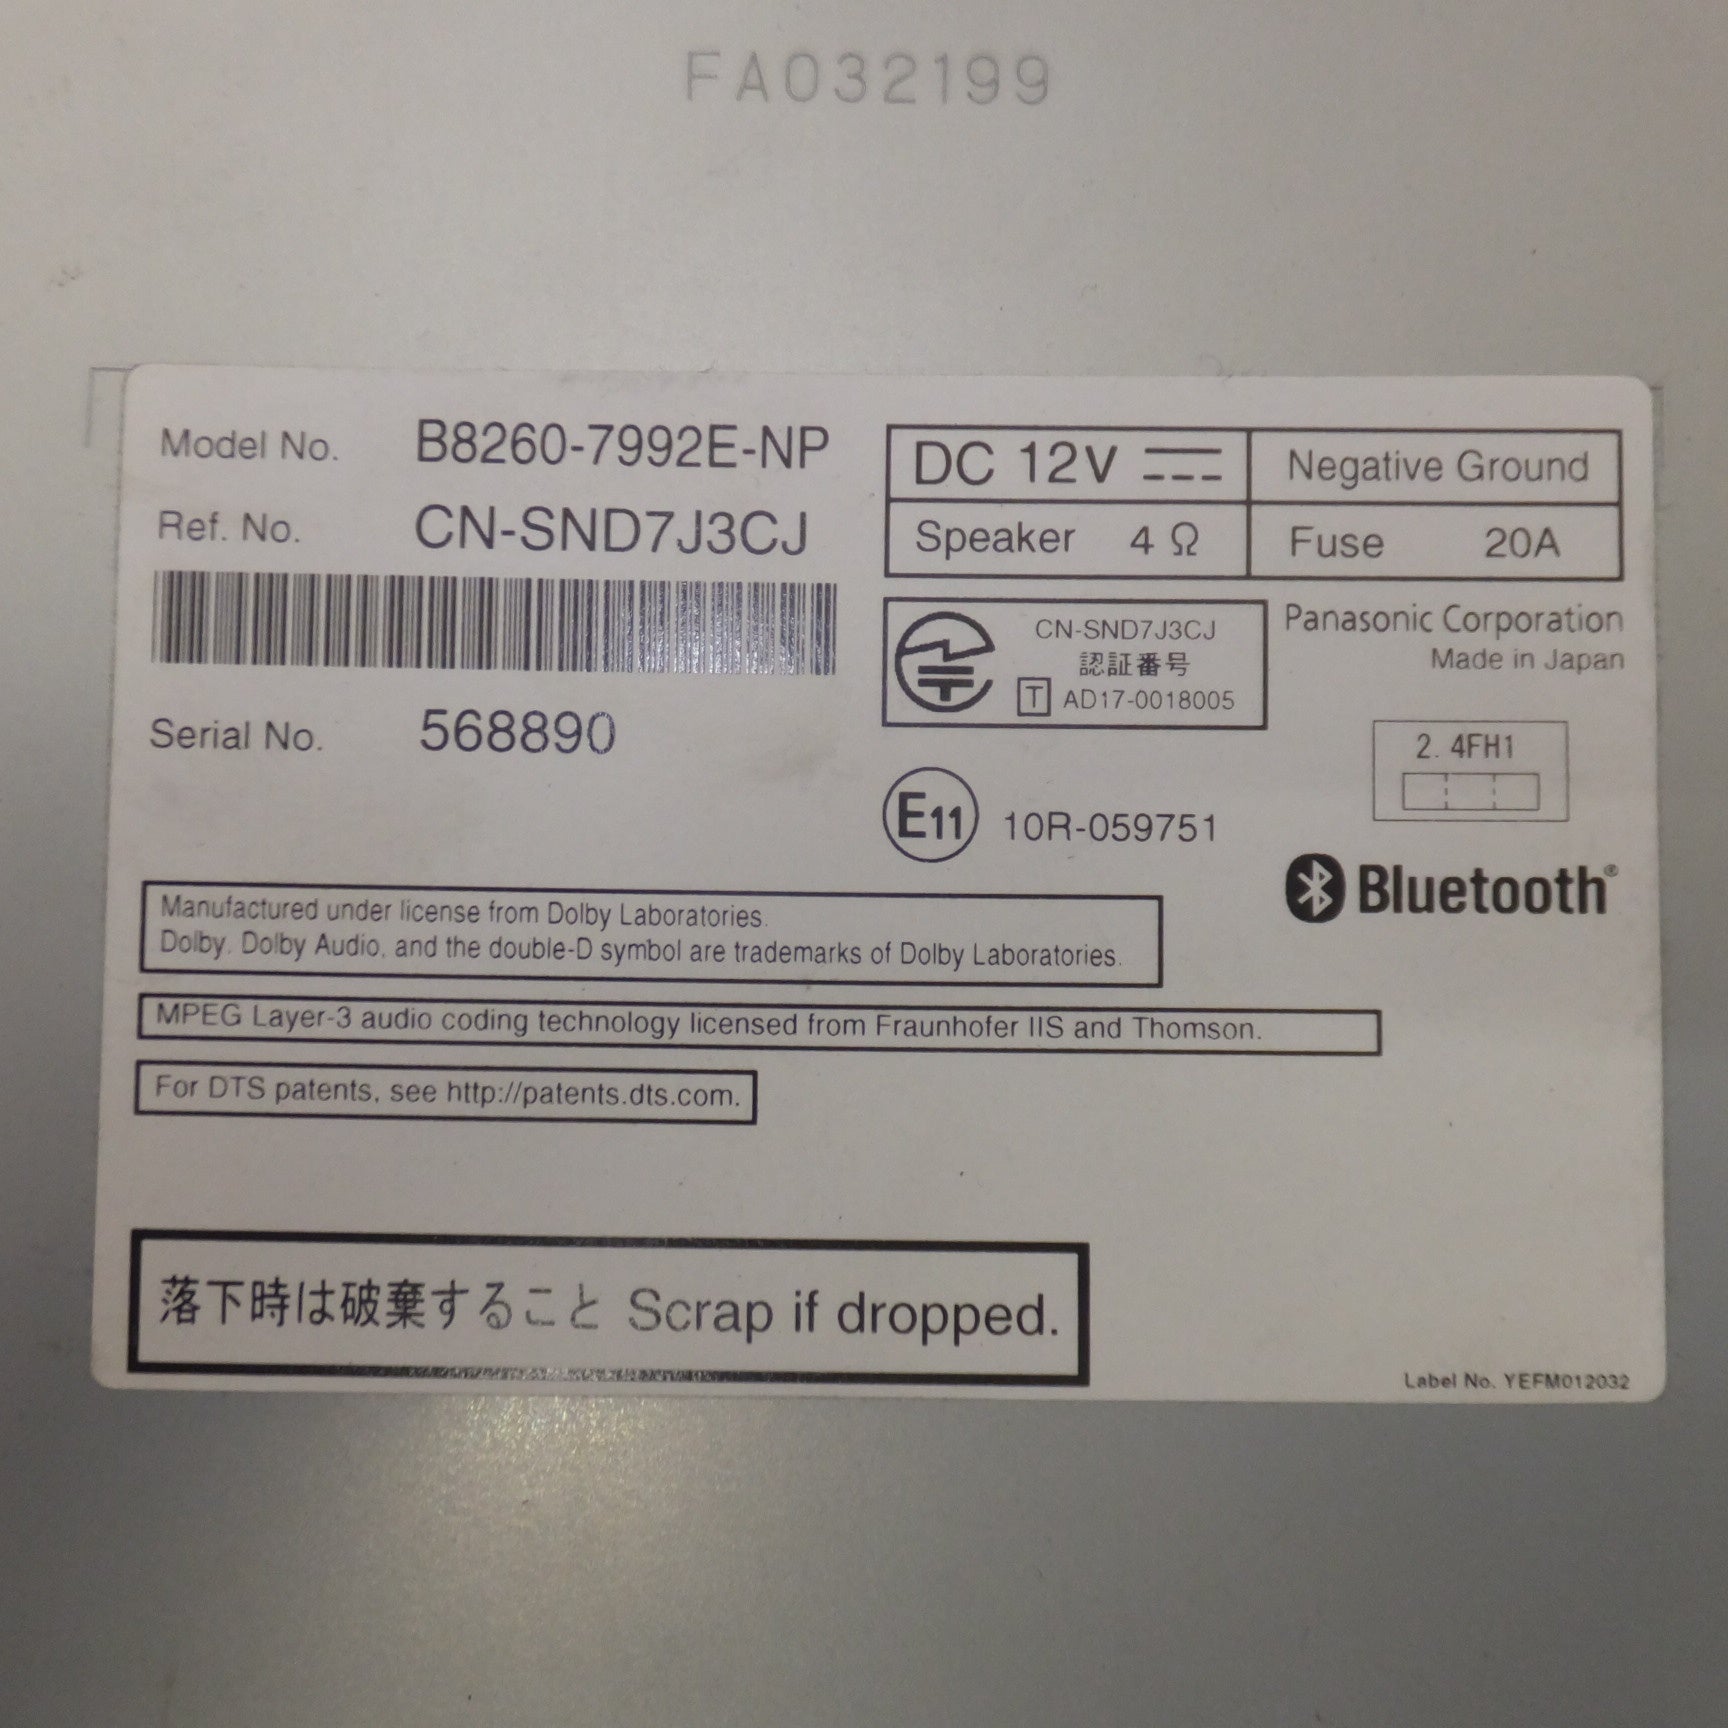 FA032199
Model No. B8260-7992E-NP
Ref. No. CN-SND7J3CJ
Serial No. 568890
DC 12V Negative Ground
Speaker 4 Ω Fuse 20A
CN-SND7J3CJ
認証番号
T AD17-0018005
Panasonic Corporation
Made in Japan
2.4FH1
E11 10R-059751
Bluetooth®
Manufactured under license from Dolby Laboratories.
Dolby, Dolby Audio, and the double-D symbol are trademarks of Dolby Laboratories.
MPEG Layer-3 audio coding technology licensed from Fraunhofer IIS and Thomson.
For DTS patents, see http://patents.dts.com.
落下時は破棄すること Scrap if dropped.
Label No. YEFM012032